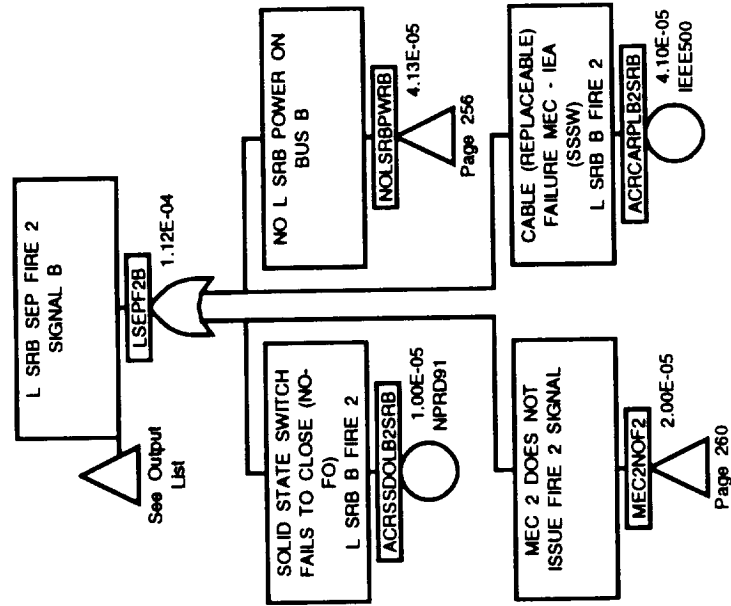 L SRB SEP FIRE 2
SIGNAL B
LSEPF2B
1.12E-04
See Output
List
SOLID STATE SWITCH
FAILS TO CLOSE (NO-
FO)
L SRB B FIRE 2
ACRSSDOLB2SRB
1.00E-05
NPRD91
NO L SRB POWER ON
BUS B
NOLSRBPWRB
4.13E-05
Page 256
MEC 2 DOES NOT
ISSUE FIRE 2 SIGNAL
MEC2NOF2
2.00E-05
Page 260
CABLE (REPLACEABLE)
FAILURE MEC - IEA
(SSSW)
L SRB B FIRE 2
ACRCARPLB2SRB
4.10E-05
IEEE500